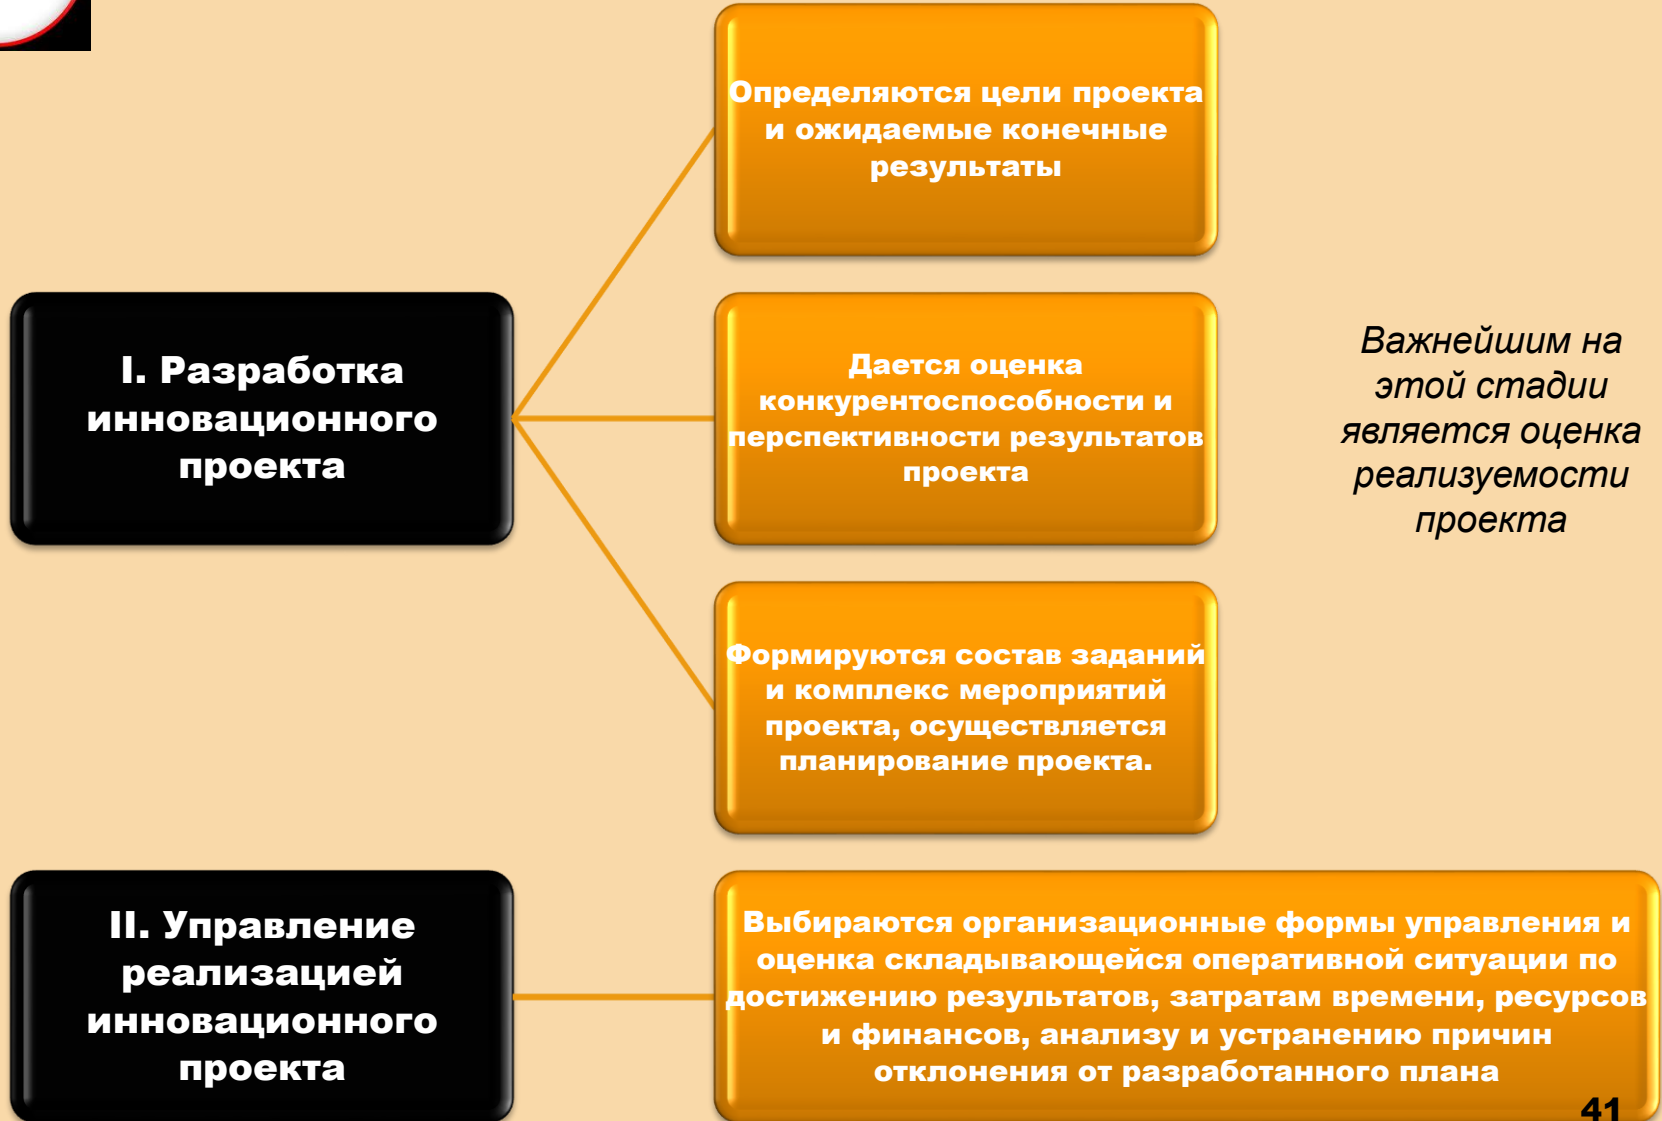 Определяются цели проекта
и ожидаемые конечные
результаты
I. Разработка
инновационного
проекта
Дается оценка
конкурентоспособности и
перспективности результатов
проекта
Важнейшим на
этой стадии
является оценка
реализуемости
проекта
Формируются состав заданий
и комплекс мероприятий
проекта, осуществляется
планирование проекта.
II. Управление
реализацией
инновационного
проекта
Выбираются организационные формы управления и
оценка складывающейся оперативной ситуации по
достижению результатов, затратам времени, ресурсов
и финансов, анализу и устранению причин
отклонения от разработанного плана
41